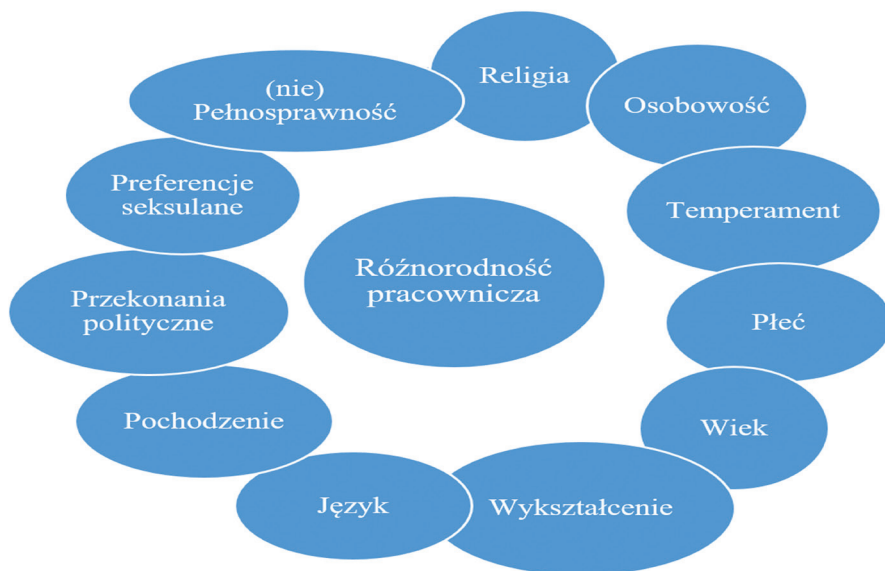 Religia
Osobowość
Temperament
Płeć
Wiek
Wykształcenie
Język
Pochodzenie
Przekonania
polityczne
Preferencje
seksulane
(nie)
Pełnosprawność
Różnorodność
pracownicza